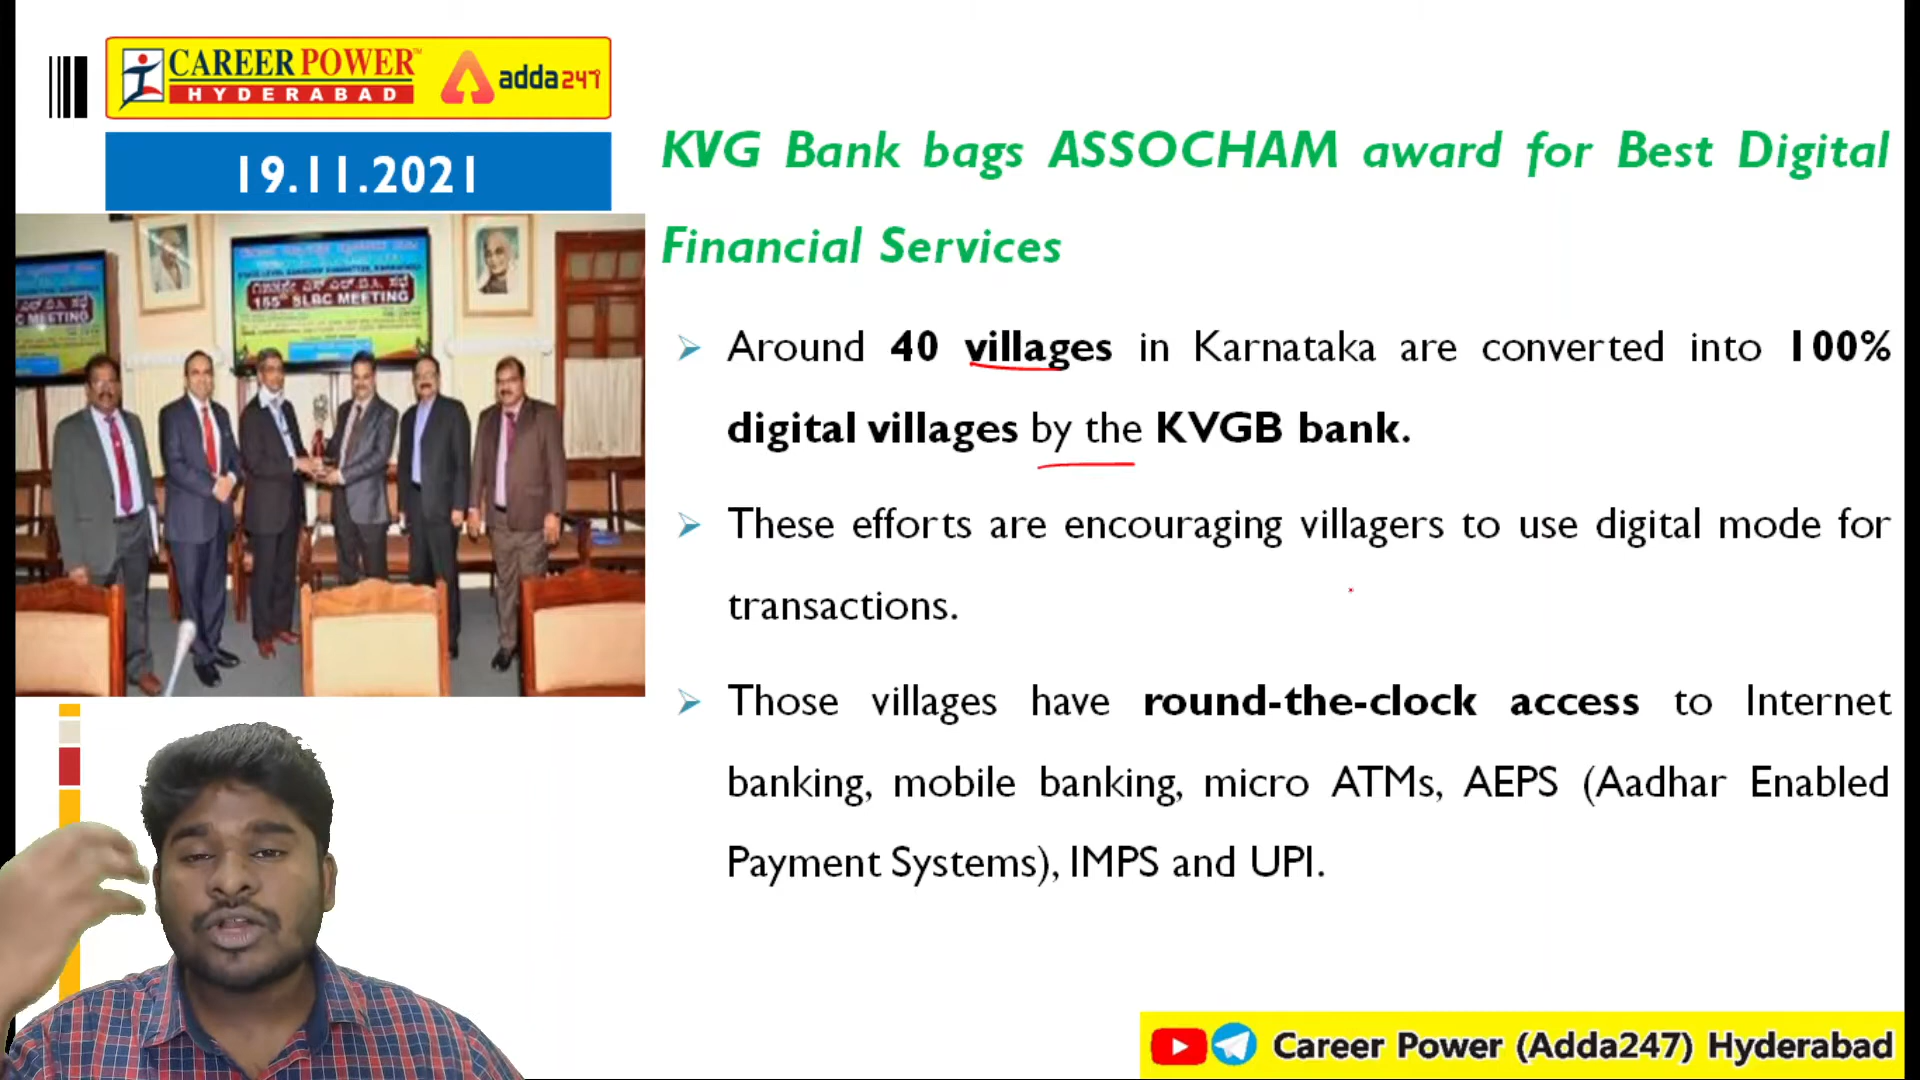 CAREER POWER
HYDERABAD
adda247
19.11.2021
KVG Bank bags ASSOCHAM award for Best Digital
Financial Services
155th SLBC MEETING
C MEETING
Around 40 villages in Karnataka are converted into 100%
digital villages by the KVGB bank.
These efforts are encouraging villagers to use digital mode for
transactions.
Those villages have round-the-clock access to Internet
banking, mobile banking, micro ATMs, AEPS (Aadhar Enabled
Payment Systems), IMPS and UPI.
Career Power (Adda247) Hyderabad